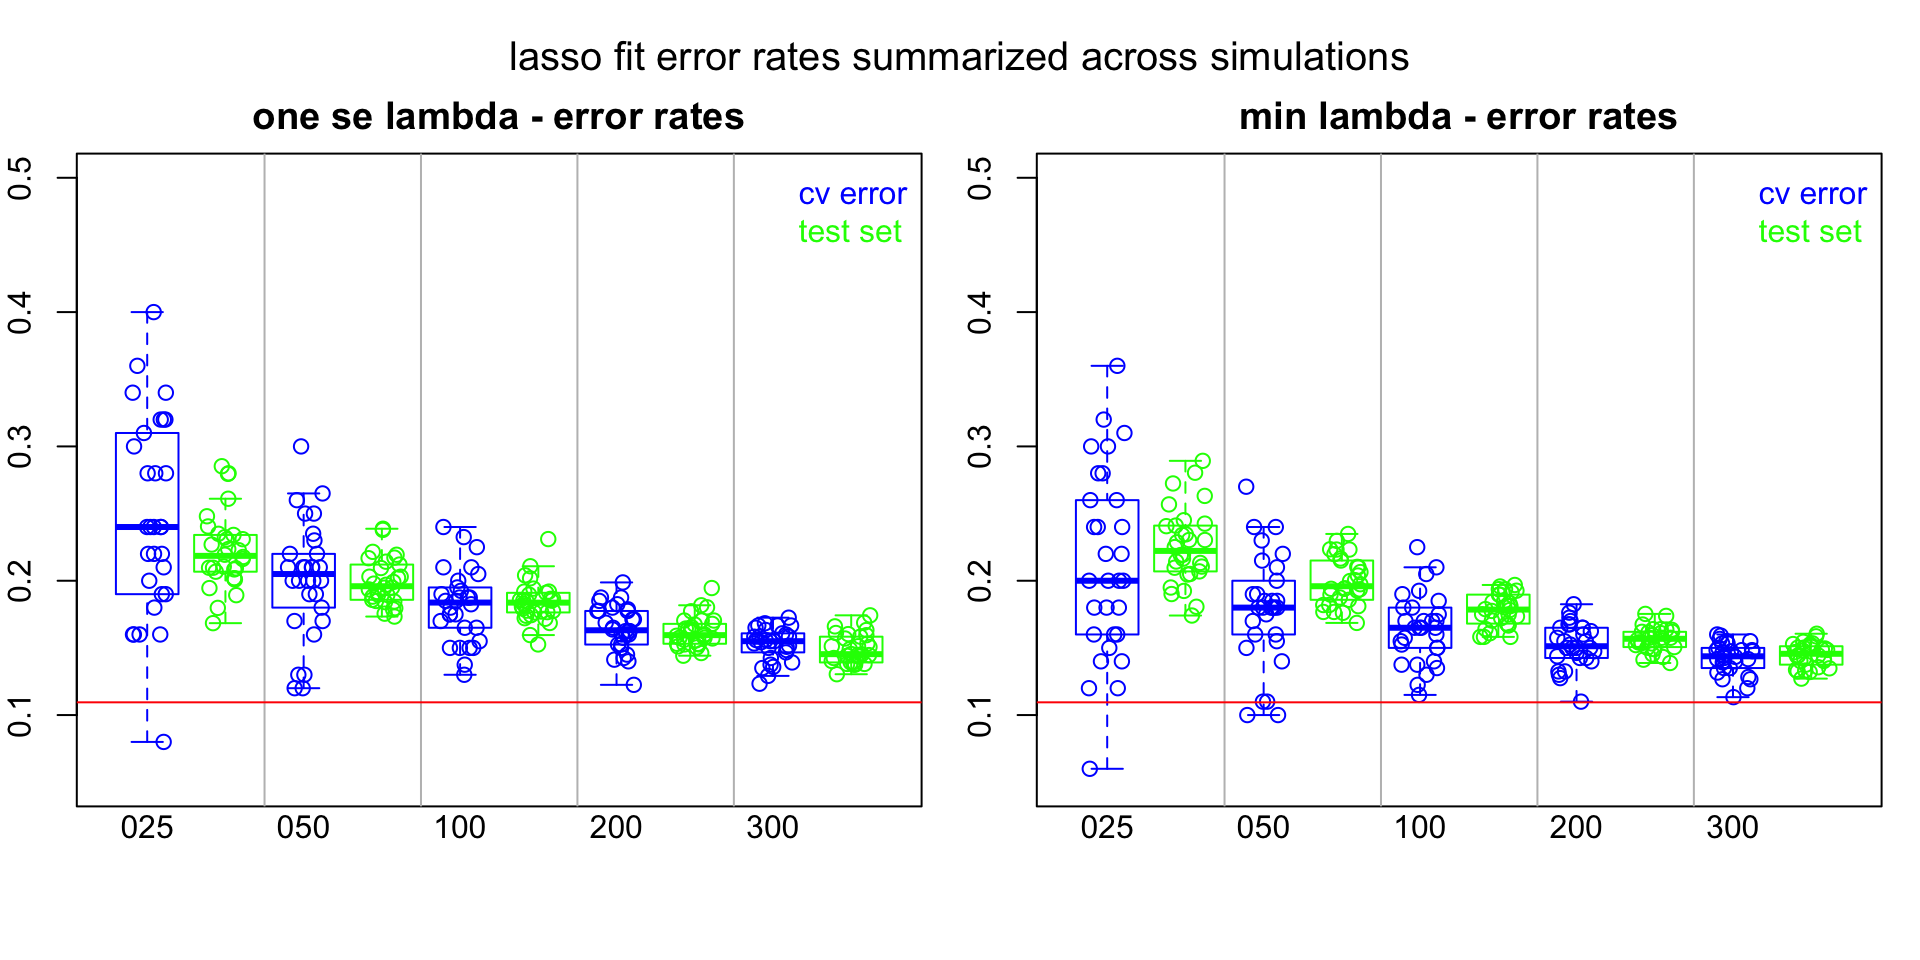 lasso fit error rates summarized across simulations
one se lambda - error rates
0.5
0.4
0.3
0.2
0.1
cv error
test set
025 050 100 200 300
min lambda - error rates
0.5
0.4
0.3
0.2
0.1
cv error
test set
025 050 100 200 300